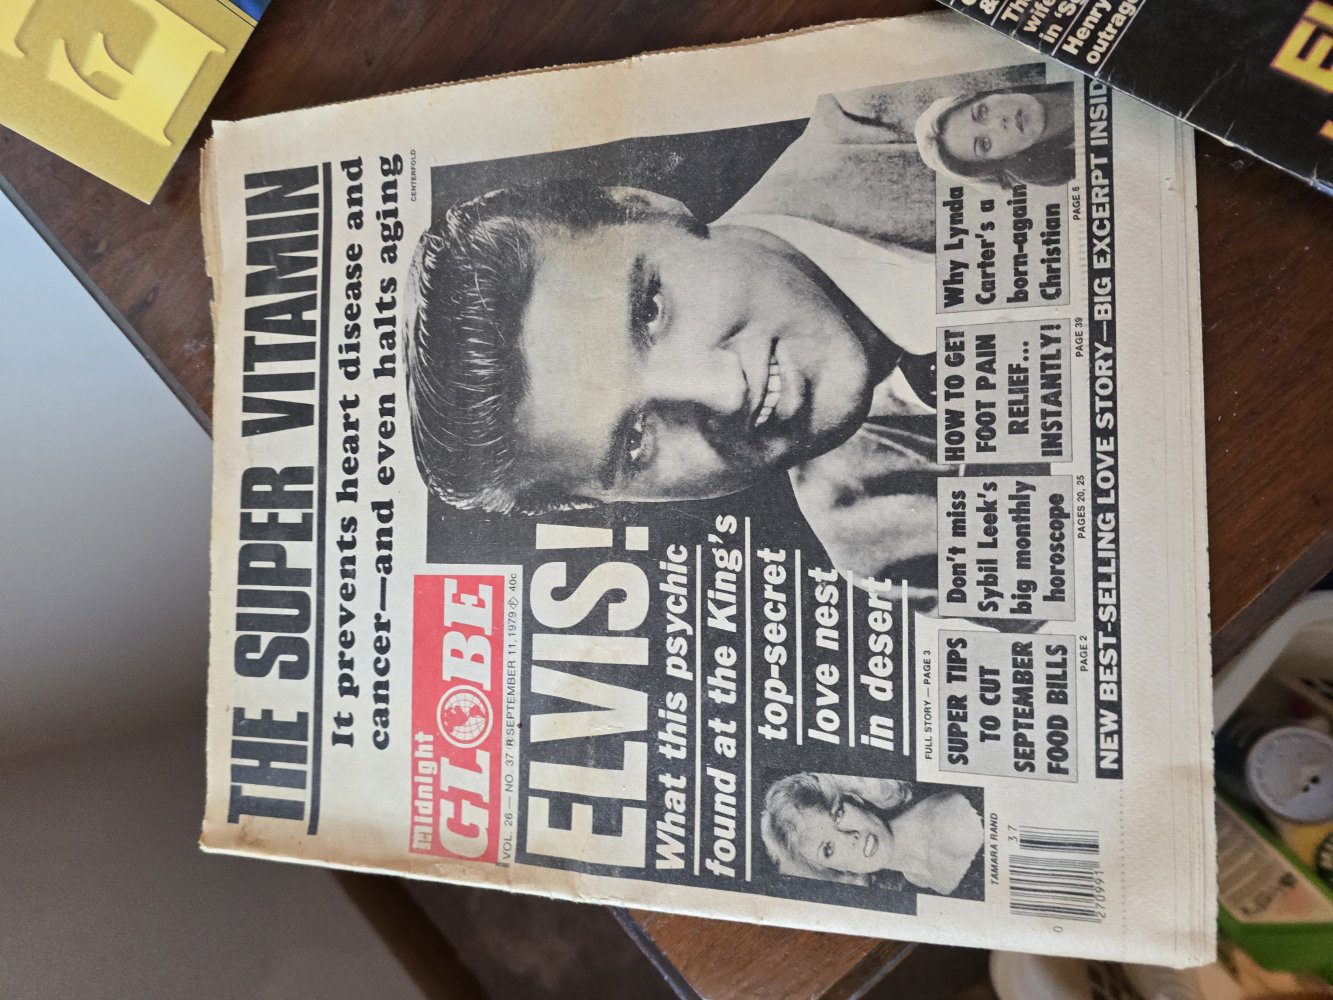 THE SUPER VITAMIN
It prevents heart disease and
cancer—and even halts aging
CENTERFOLD
Midnight
GLOBE
VOL. 26 — NO. 37 R SEPTEMBER 11, 1979 40c
ELVIS!
What this psychic
found at the King's
top-secret
love nest
in desert
FULL STORY — PAGE 3
TAMARA RAND
37
0
270991
SUPER TIPS
TO CUT
SEPTEMBER
FOOD BILLS
PAGE 2
Don't miss
Sybil Leek's
big monthly
horoscope
PAGES 20, 25
HOW TO GET
FOOT PAIN
RELIEF...
INSTANTLY!
PAGE 39
Why Lynda
Carter's a
born-again
Christian
PAGE 6
NEW BEST-SELLING LOVE STORY—BIG EXCERPT INSID
&
Th
wife
in 'S
Henry
outrag